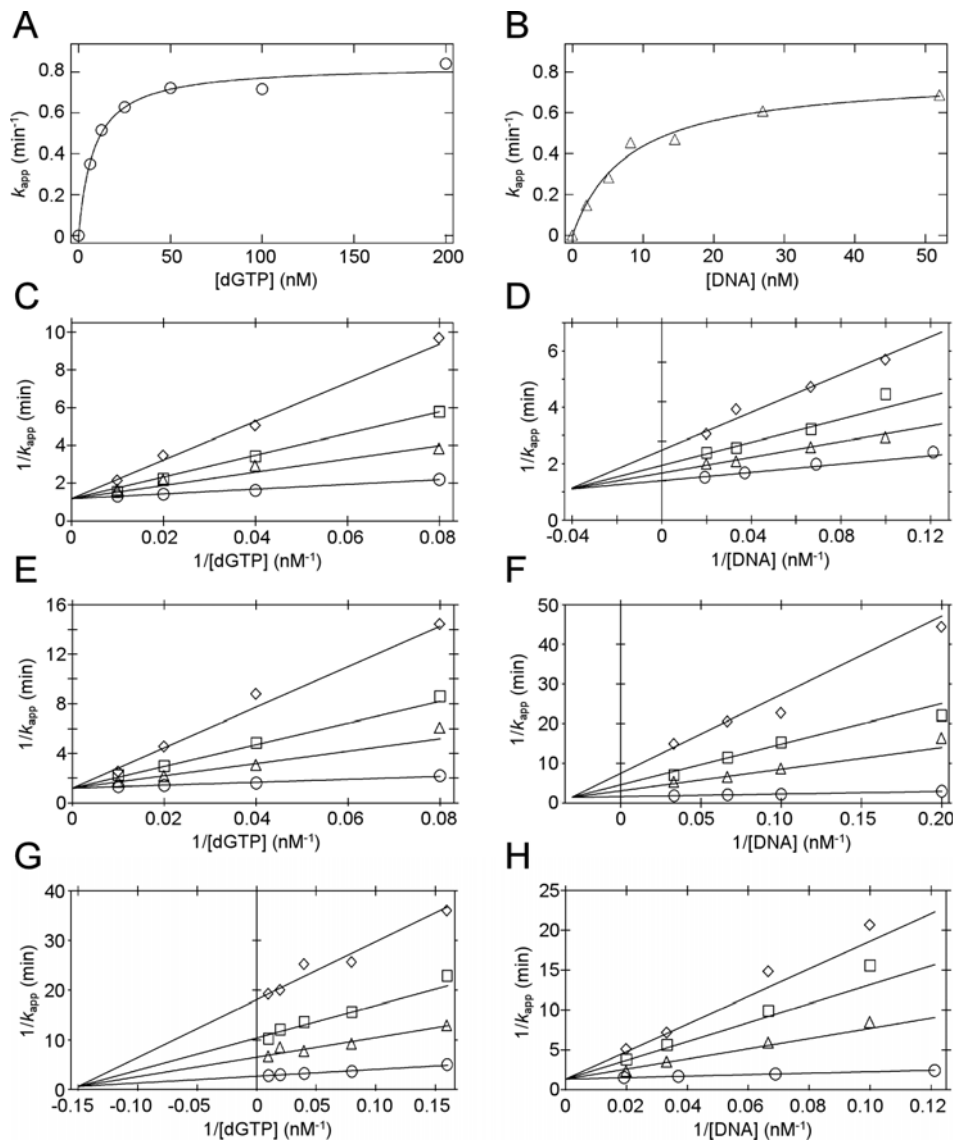 A
B
0.8
0.6
0.4
0.2
0
kapp (min-1)
0 50 100 150 200
[dGTP] (nM)
0.8
0.6
0.4
0.2
0
kapp (min-1)
0 10 20 30 40 50
[DNA] (nM)
C
D
10
8
6
4
2
0
1/kapp (min)
0 0.02 0.04 0.06 0.08
1/[dGTP] (nM-1)
6
4
2
0
1/kapp (min)
-0.04 0 0.04 0.08 0.12
1/[DNA] (nM-1)
E
F
16
12
8
4
0
1/kapp (min)
0 0.02 0.04 0.06 0.08
1/[dGTP] (nM-1)
50
40
30
20
10
0
1/kapp (min)
0 0.05 0.10 0.15 0.20
1/[DNA] (nM-1)
G
H
40
30
20
10
0
1/kapp (min)
-0.15 -0.10 -0.05 0 0.05 0.10 0.15
1/[dGTP] (nM-1)
25
20
15
10
5
0
1/kapp (min)
0 0.02 0.04 0.06 0.08 0.10 0.12
1/[DNA] (nM-1)